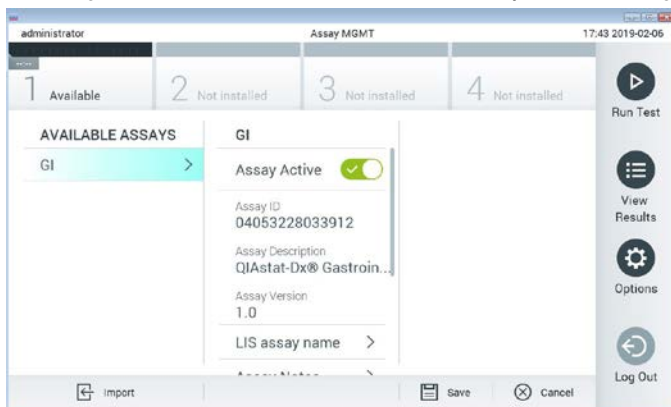 administrator Assay MGMT 17:43 2019-02-06
1 Available 2 Not installed 3 Not installed 4 Not installed
Run Test
AVAILABLE ASSAYS
GI
GI
Assay Active
Assay ID
04053228033912
Assay Description
QIAstat-Dx® Gastroin...
Assay Version
1.0
LIS assay name
View
Results
Options
Log Out
Import Save Cancel